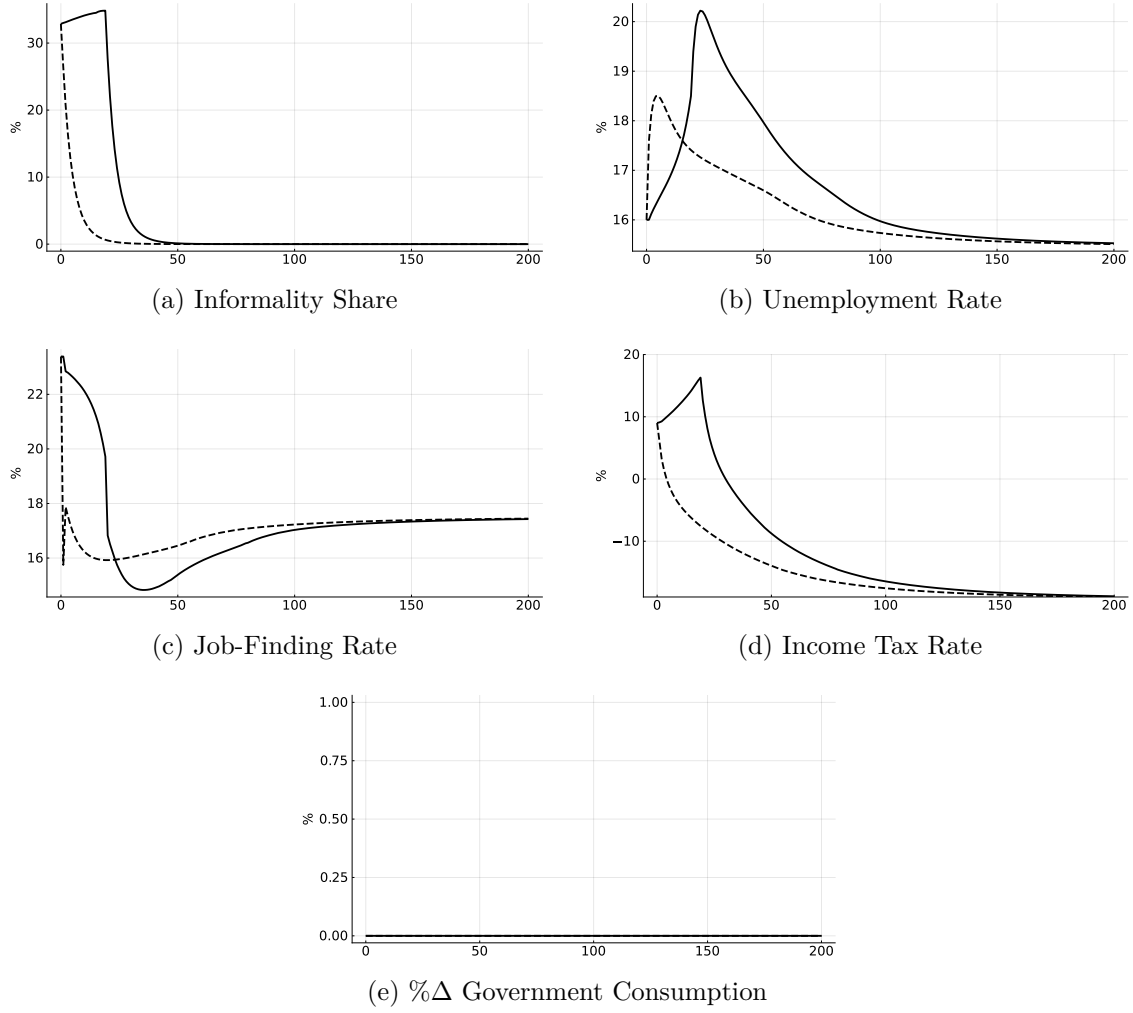 30
20
%
10
0
0 50 100 150 200
(a) Informality Share
20
19
%
18
17
16
0 50 100 150 200
(b) Unemployment Rate
22
20
%
18
16
0 50 100 150 200
(c) Job-Finding Rate
20
10
%
0
−10
0 50 100 150 200
(d) Income Tax Rate
1.00
0.75
% 0.50
0.25
0.00
0 50 100 150 200
(e) %Δ Government Consumption